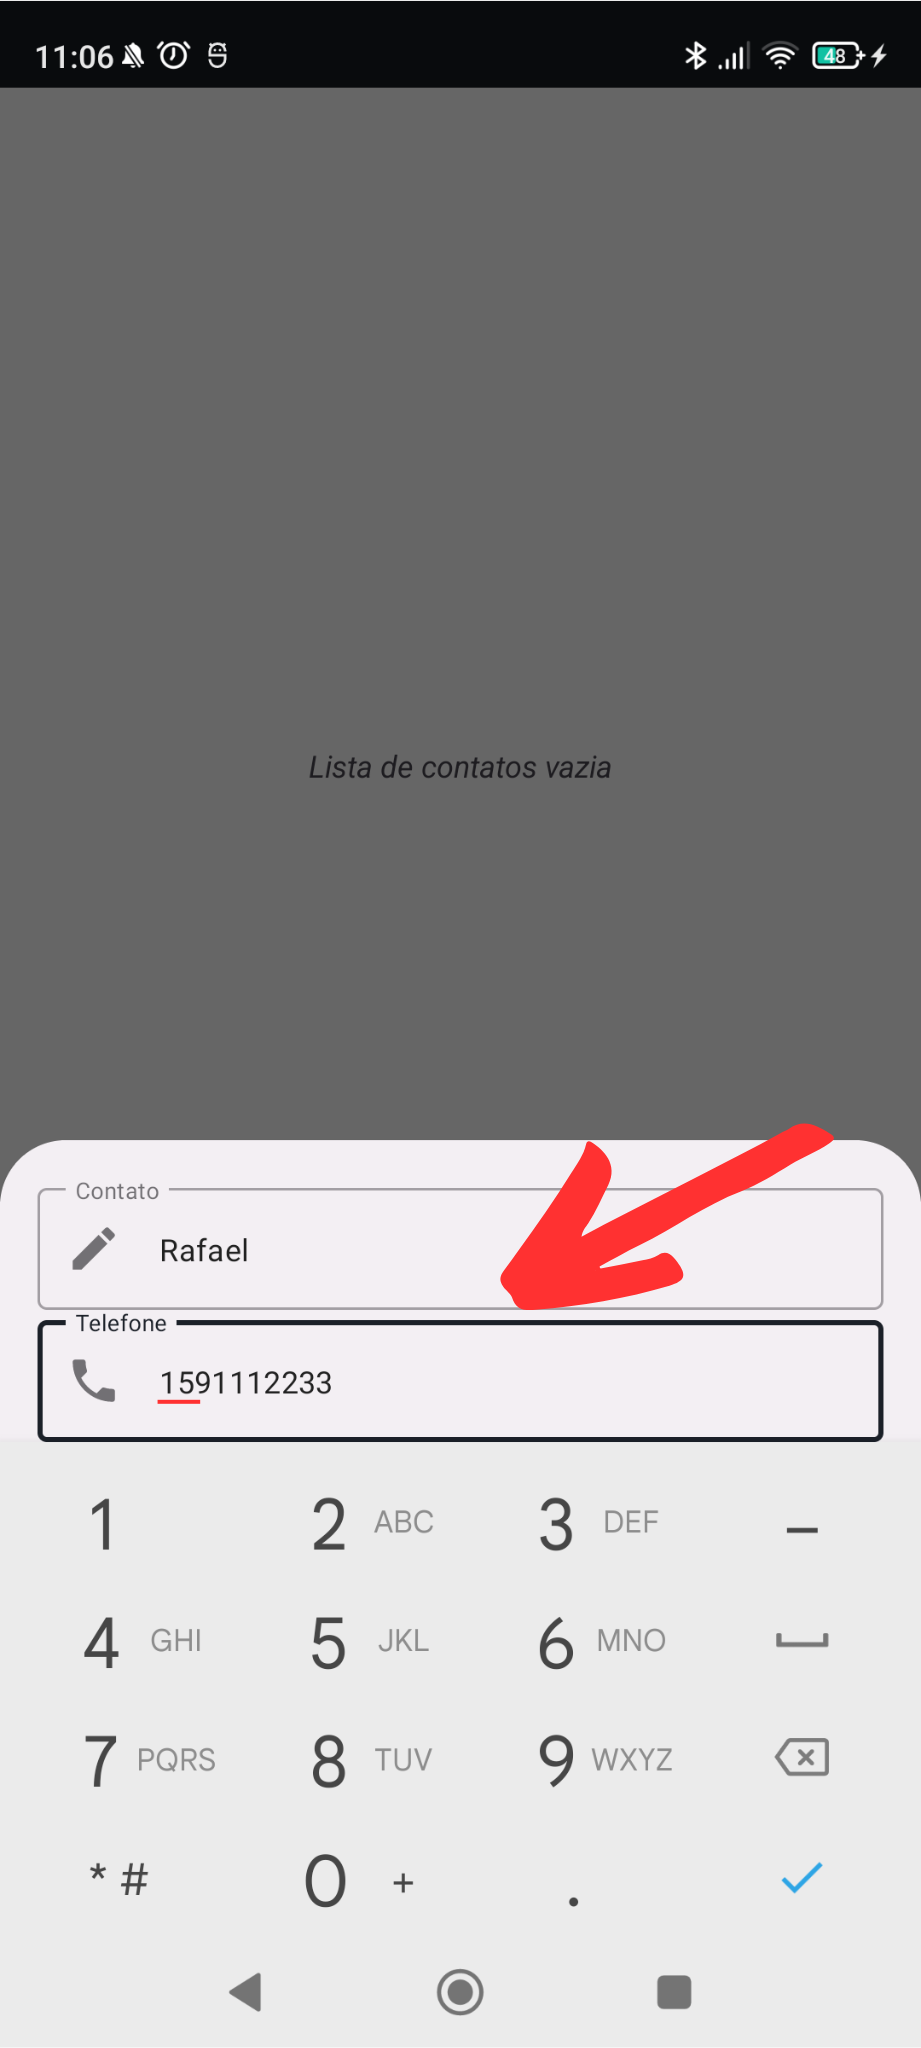 11:06
48
Lista de contatos vazia
Contato
Rafael
Telefone
1591112233
1 2 ABC 3 DEF –
4 GHI 5 JKL 6 MNO
7 PQRS 8 TUV 9 WXYZ
* # 0 + .